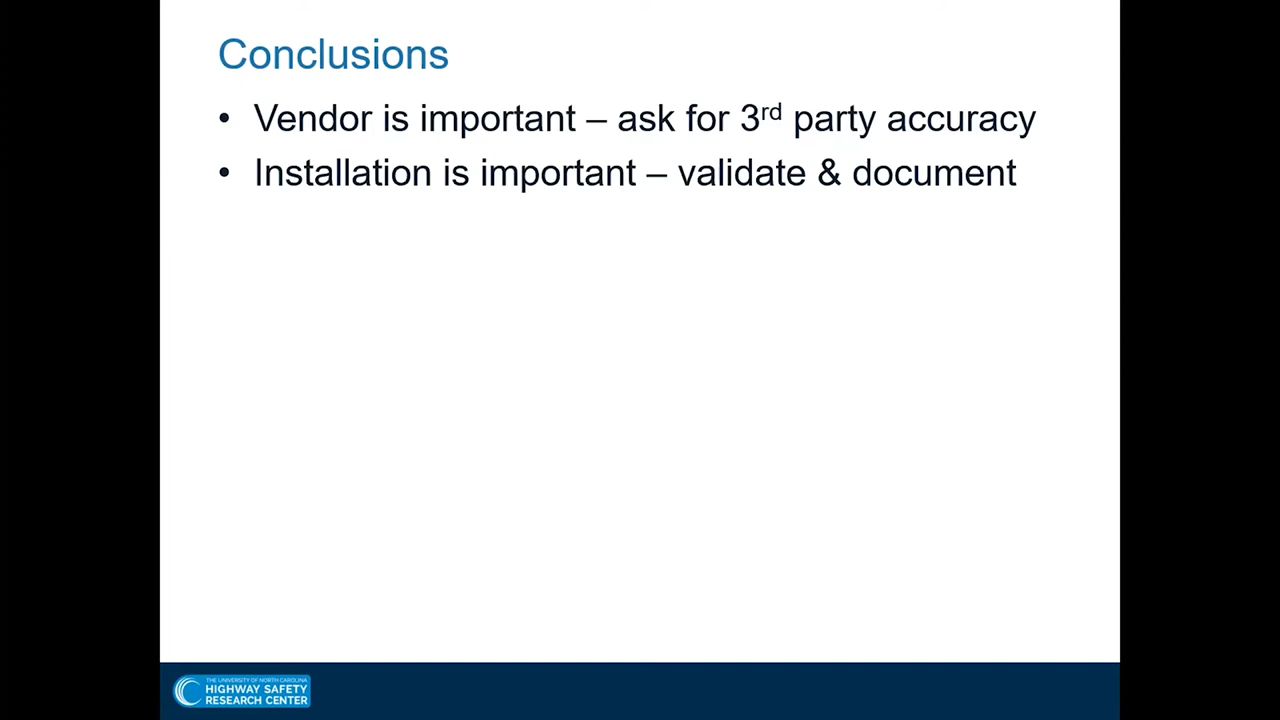 Conclusions
• Vendor is important – ask for 3rd party accuracy
• Installation is important – validate & document
THE UNIVERSITY OF NORTH CAROLINA
HIGHWAY SAFETY
RESEARCH CENTER